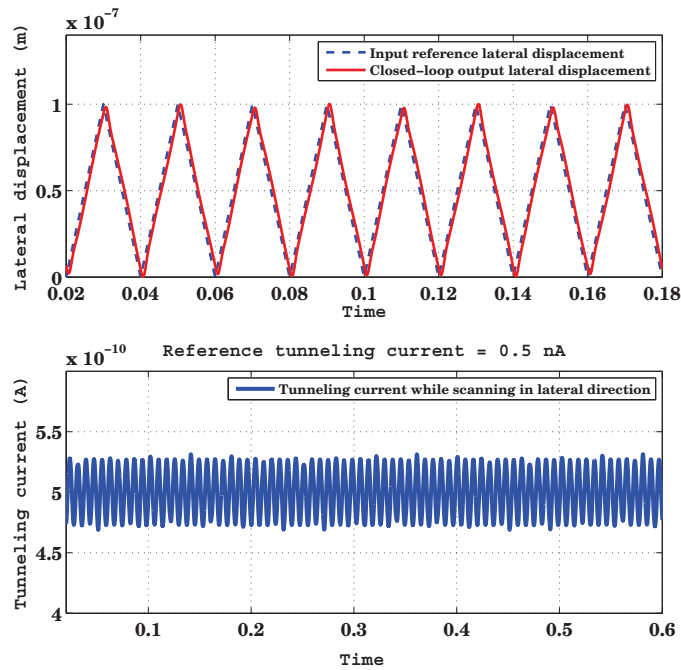 x 10⁻⁷
Lateral displacement (m)
Input reference lateral displacement
Closed−loop output lateral displacement
1
0.5
0
0.02 0.04 0.06 0.08 0.1 0.12 0.14 0.16 0.18
Time
x 10⁻¹⁰
Reference tunneling current = 0.5 nA
Tunneling current (A)
Tunneling current while scanning in lateral direction
5.5
5
4.5
4
0.1 0.2 0.3 0.4 0.5 0.6
Time